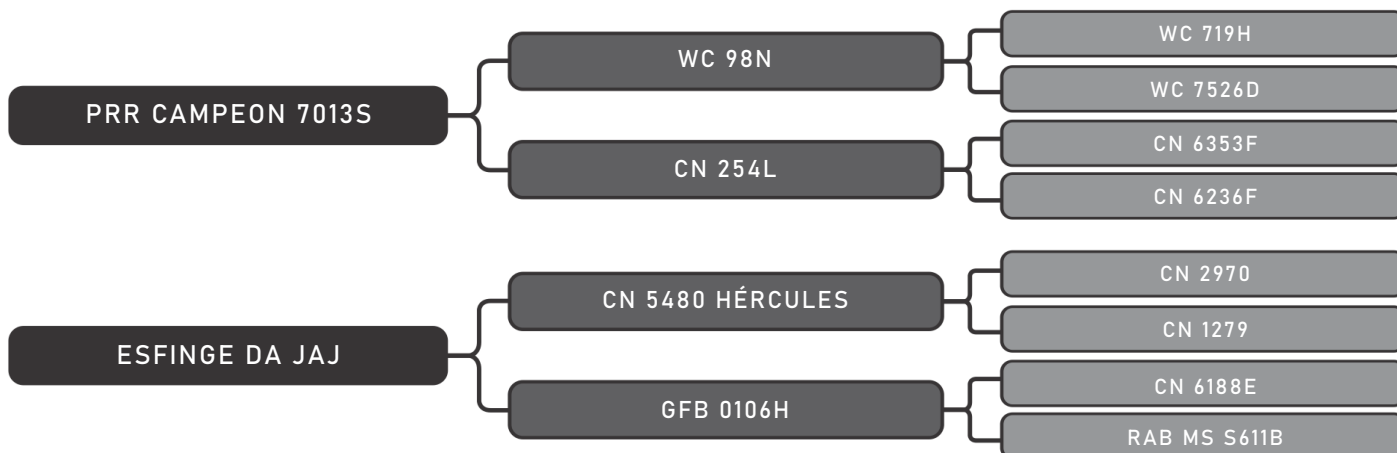 PRR CAMPEON 7013S
WC 98N
WC 719H
WC 7526D
CN 254L
CN 6353F
CN 6236F
ESFINGE DA JAJ
CN 5480 HÉRCULES
CN 2970
CN 1279
GFB 0106H
CN 6188E
RAB MS S611B